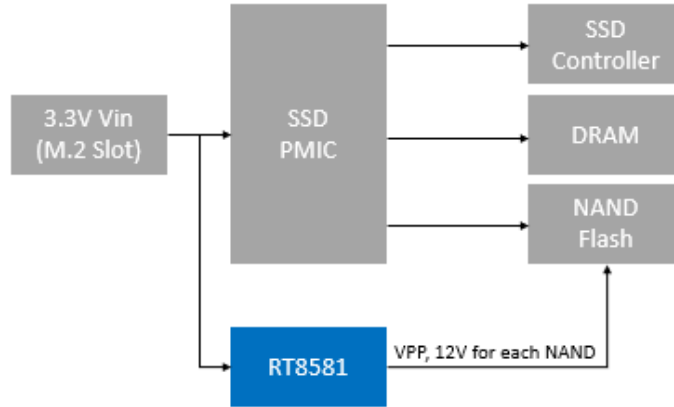 3.3V Vin
(M.2 Slot)
SSD
PMIC
SSD
Controller
DRAM
NAND
Flash
RT8581
VPP, 12V for each NAND